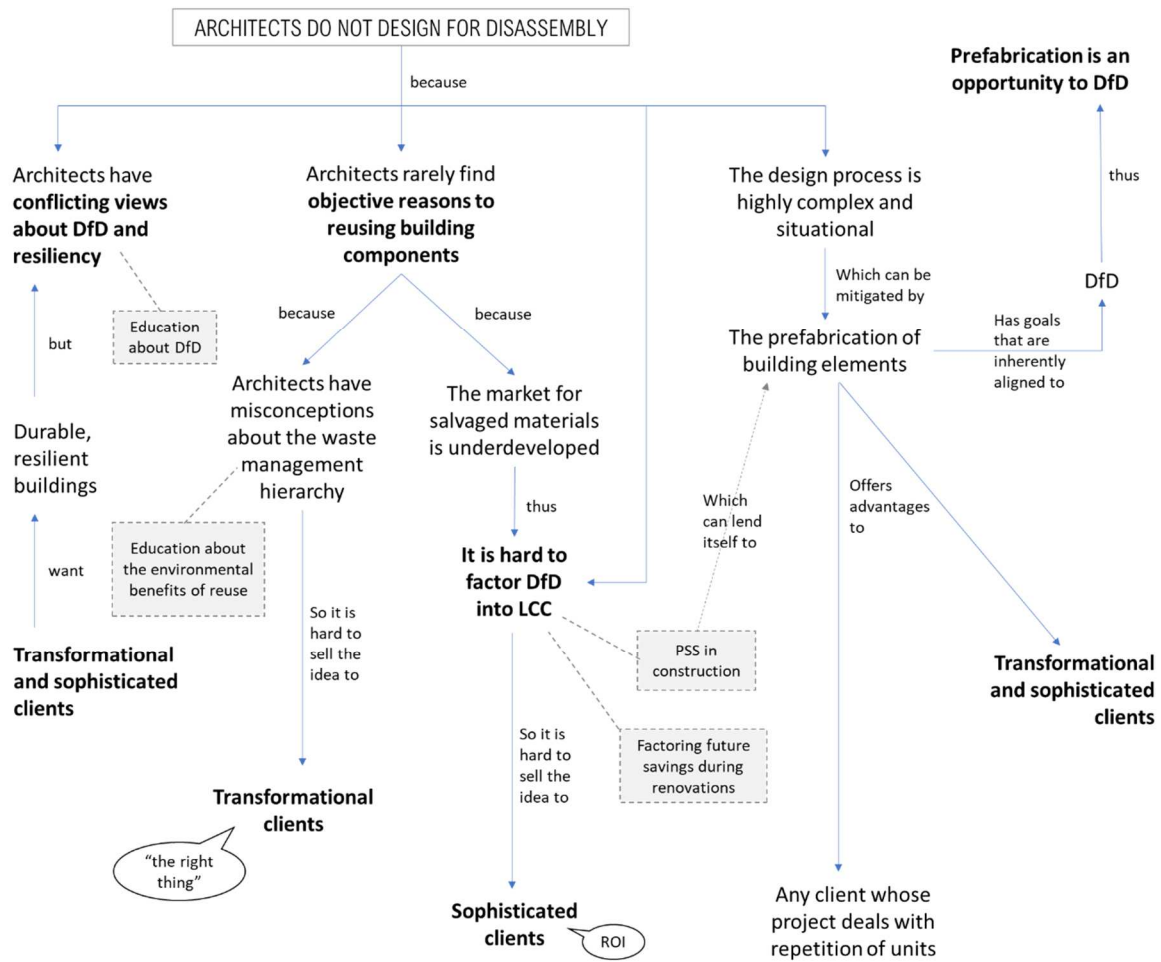 ARCHITECTS DO NOT DESIGN FOR DISASSEMBLY
because
Prefabrication is an
opportunity to DfD
thus
DfD
Architects have
conflicting views
about DfD and
resiliency
Education
about DfD
but
Durable,
resilient
buildings
want
Transformational
and sophisticated
clients
Architects rarely find
objective reasons to
reusing building
components
because
because
Architects have
misconceptions
about the waste
management
hierarchy
Education about
the environmental
benefits of reuse
So it is
hard to
sell the
idea to
Transformational
clients
“the right
thing”
The market for
salvaged materials
is underdeveloped
thus
It is hard to
factor DfD
into LCC
PSS in
construction
Which
can lend
itself to
Factoring future
savings during
renovations
So it is
hard to
sell the
idea to
Sophisticated
clients
ROI
The design process is
highly complex and
situational
Which can be
mitigated by
The prefabrication of
building elements
Has goals
that are
inherently
aligned to
Offers
advantages
to
Transformational
and sophisticated
clients
Any client whose
project deals with
repetition of units